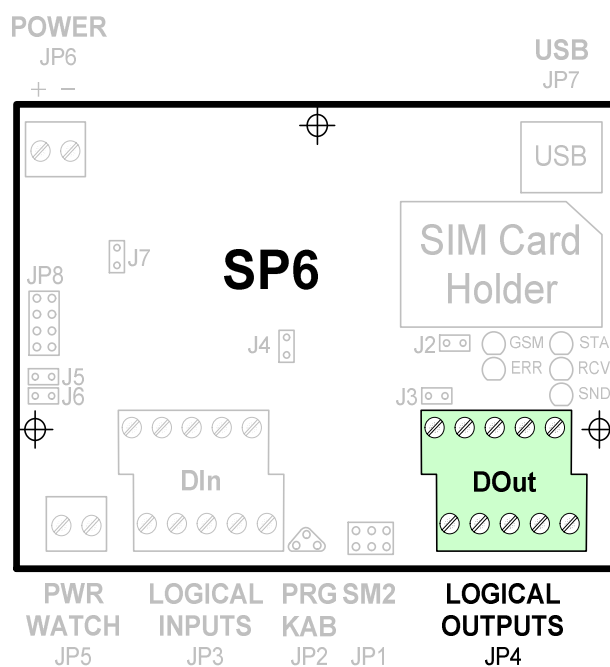 POWER
JP6
+ −
USB
JP7
USB
SIM Card
Holder
SP6
J7
JP8
J4
J2
GSM
STA
ERR
RCV
J5
J6
J3
SND
DIn
DOut
PWR
WATCH
JP5
LOGICAL
INPUTS
JP3
PRG
KAB
JP2
SM2
JP1
LOGICAL
OUTPUTS
JP4